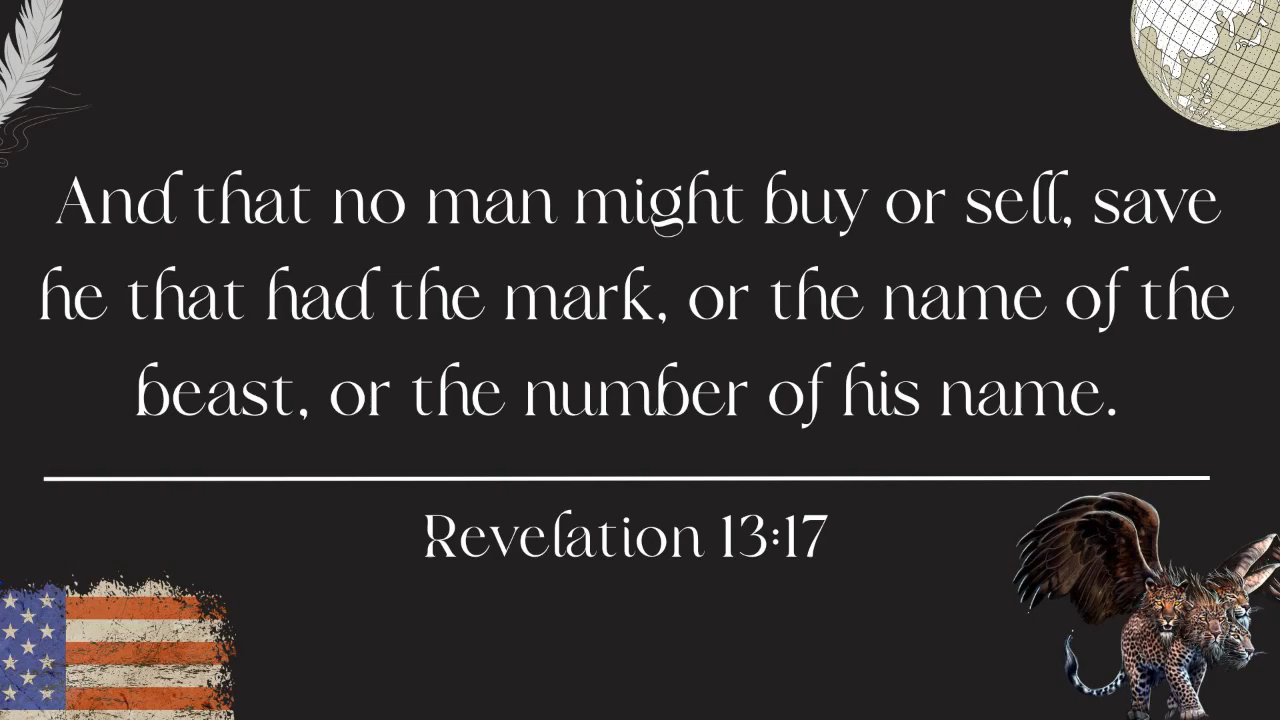 And that no man might buy or sell, save
he that had the mark, or the name of the
beast, or the number of his name.
Revelation 13:17